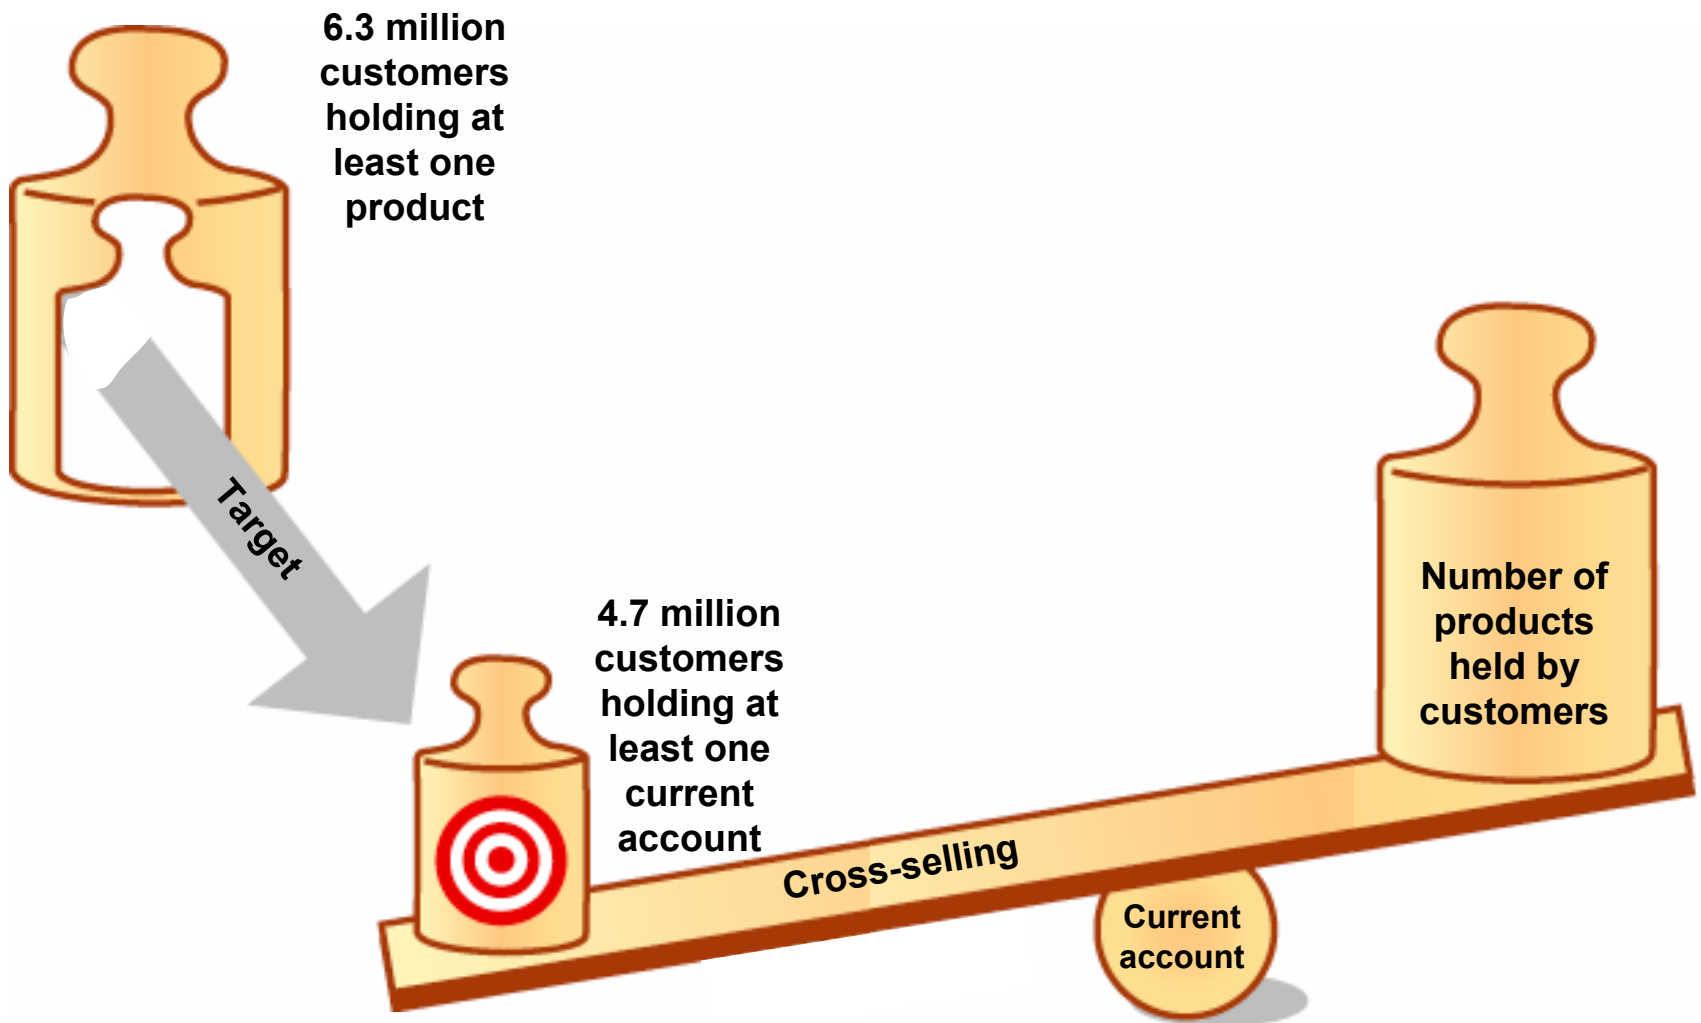 6.3 million
customers
holding at
least one
product
Target
4.7 million
customers
holding at
least one
current
account
Number of
products
held by
customers
Cross-selling
Current
account